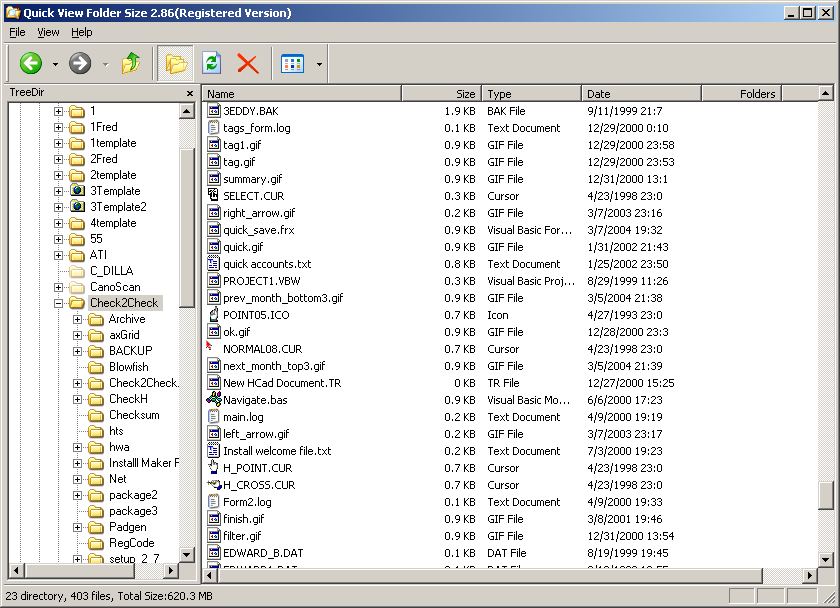 Quick View Folder Size 2.86(Registered Version)
File View Help
TreeDir x
1
1Fred
1template
2Fred
2template
3Template
3Template2
4template
55
ATI
C_DILLA
CanoScan
Check2Check
Archive
axGrid
BACKUP
Blowfish
Check2Check.
CheckH
Checksum
hts
hwa
Installl Maker F
Net
package2
package3
Padgen
RegCode
setup_2_7
Name Size Type Date Folders
3EDDY.BAK 1.9 KB BAK File 9/11/1999 21:7
tags_form.log 0.1 KB Text Document 12/29/2000 0:10
tag1.gif 0.9 KB GIF File 12/29/2000 23:58
tag.gif 0.9 KB GIF File 12/29/2000 23:53
summary.gif 0.9 KB GIF File 12/31/2000 13:1
SELECT.CUR 0.3 KB Cursor 4/23/1998 23:0
right_arrow.gif 0.2 KB GIF File 3/7/2003 23:16
quick_save.frx 0.9 KB Visual Basic For... 3/7/2004 19:32
quick.gif 0.9 KB GIF File 1/31/2002 21:43
quick accounts.txt 0.8 KB Text Document 1/25/2002 23:50
PROJECT1.VBW 0.3 KB Visual Basic Proj... 8/29/1999 11:26
prev_month_bottom3.gif 0.9 KB GIF File 3/5/2004 21:38
POINT05.ICO 0.7 KB Icon 4/27/1993 23:0
ok.gif 0.9 KB GIF File 12/28/2000 23:3
NORMAL08.CUR 0.7 KB Cursor 4/23/1998 23:0
next_month_top3.gif 0.9 KB GIF File 3/5/2004 21:39
New HCad Document.TR 0 KB TR File 12/27/2000 15:25
Navigate.bas 0.9 KB Visual Basic Mo... 6/6/2000 17:23
main.log 0.2 KB Text Document 4/9/2000 19:19
left_arrow.gif 0.2 KB GIF File 3/7/2003 23:17
Install welcome file.txt 0.2 KB Text Document 7/3/2000 19:23
H_POINT.CUR 0.7 KB Cursor 4/23/1998 23:0
H_CROSS.CUR 0.7 KB Cursor 4/23/1998 23:0
Form2.log 0.1 KB Text Document 4/9/2000 19:33
finish.gif 0.9 KB GIF File 3/8/2001 19:46
filter.gif 0.9 KB GIF File 12/31/2000 13:54
EDWARD_B.DAT 0.1 KB DAT File 8/19/1999 19:45
23 directory, 403 files, Total Size:620.3 MB